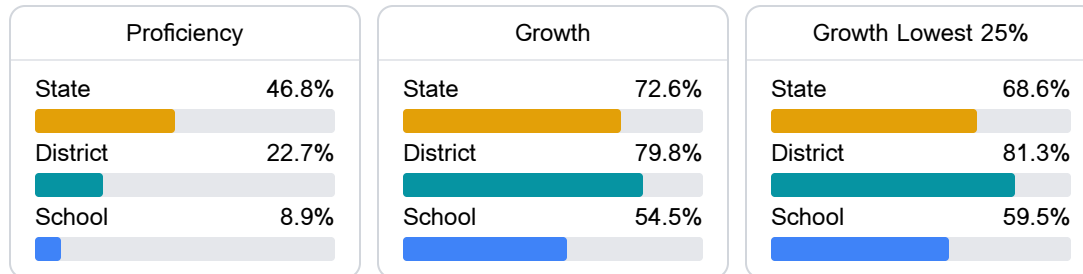 Proficiency
State 46.8%
District 22.7%
School 8.9%
Growth
State 72.6%
District 79.8%
School 54.5%
Growth Lowest 25%
State 68.6%
District 81.3%
School 59.5%